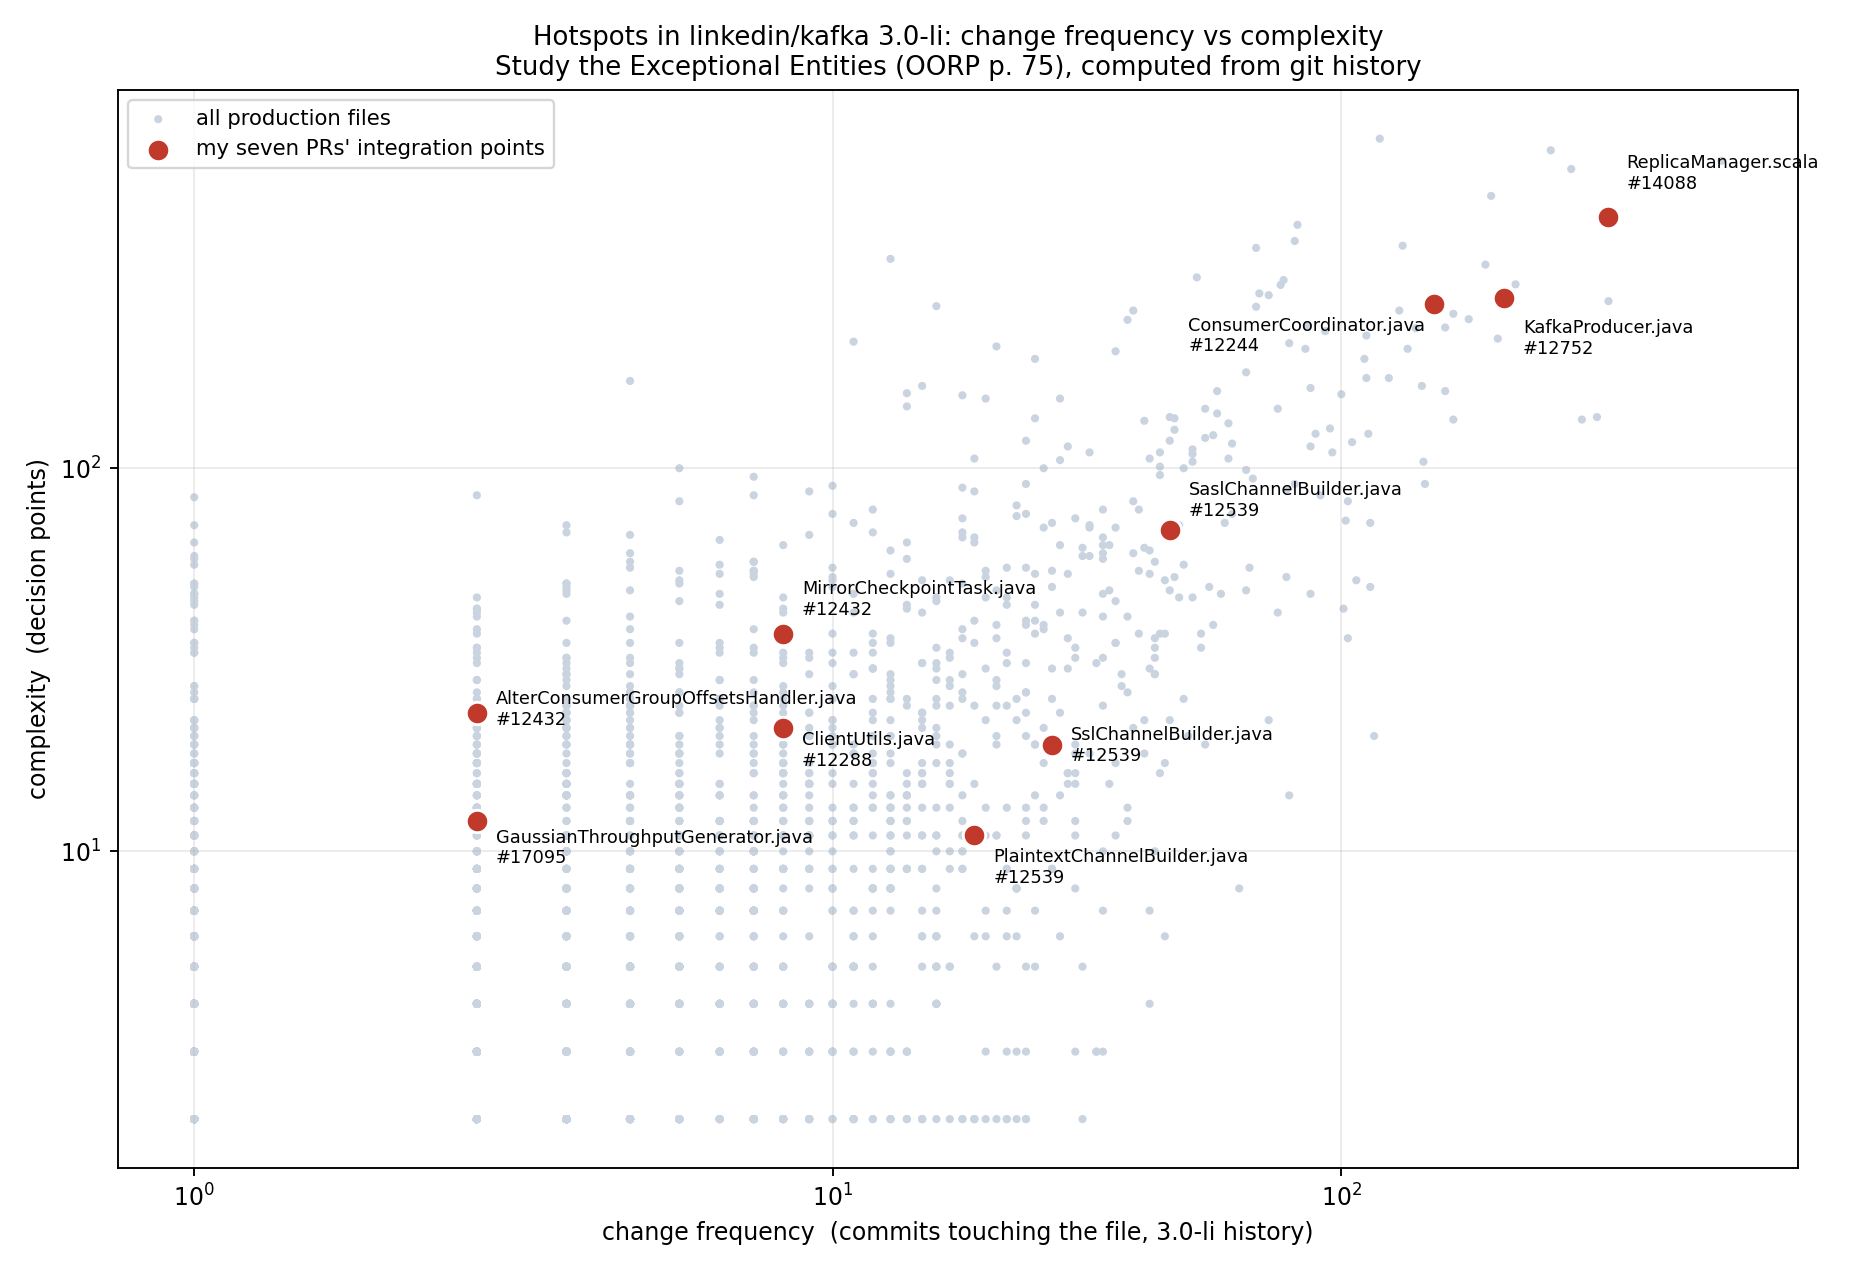 Hotspots in linkedin/kafka 3.0-li: change frequency vs complexity
Study the Exceptional Entities (OORP p. 75), computed from git history
all production files
my seven PRs' integration points
ReplicaManager.scala
#14088
ConsumerCoordinator.java
#12244
KafkaProducer.java
#12752
SaslChannelBuilder.java
#12539
MirrorCheckpointTask.java
#12432
AlterConsumerGroupOffsetsHandler.java
#12432
ClientUtils.java
#12288
SslChannelBuilder.java
#12539
GaussianThroughputGenerator.java
#17095
PlaintextChannelBuilder.java
#12539
10²
10¹
complexity (decision points)
10⁰
10¹
10²
change frequency (commits touching the file, 3.0-li history)